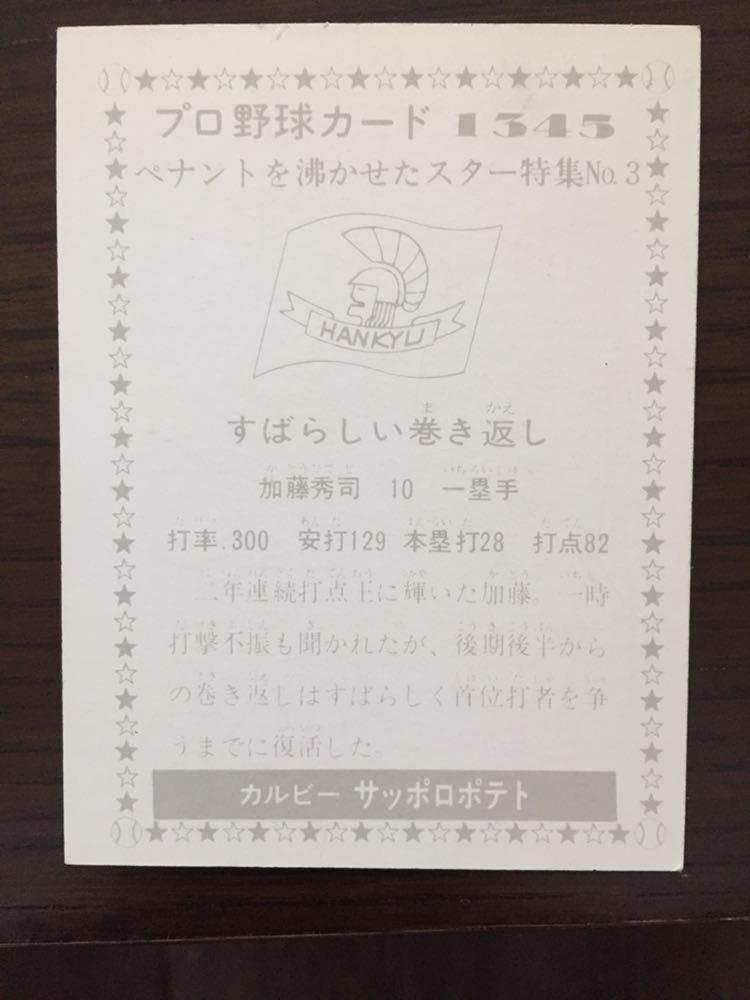 プロ野球カード 1345
ペナントを沸かせたスター特集No.3
HANKYU
すばらしい巻き返し
加藤秀司 10 一塁手
打率.300 安打129 本塁打28 打点82
二年連続打点王に輝いた加藤。一時
打撃不振も聞かれたが、後期後半から
の巻き返しはすばらしく首位打者を争
うまでに復活した。
カルビー サッポロポテト